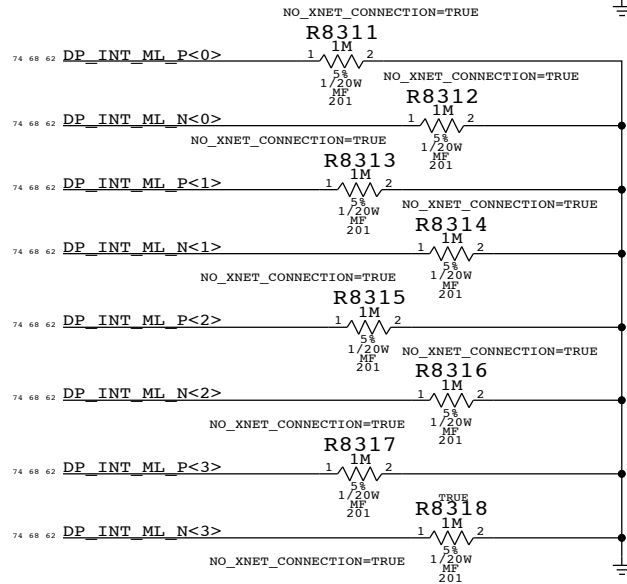 NO_XNET_CONNECTION=TRUE
R8311
74 68 62 DP_INT_ML_P<0> 1 1M 2
5%
1/20W
MF
201
NO_XNET_CONNECTION=TRUE
R8312
74 68 62 DP_INT_ML_N<0> 1 1M 2
5%
1/20W
MF
201
NO_XNET_CONNECTION=TRUE
R8313
74 68 62 DP_INT_ML_P<1> 1 1M 2
5%
1/20W
MF
201
NO_XNET_CONNECTION=TRUE
R8314
74 68 62 DP_INT_ML_N<1> 1 1M 2
5%
1/20W
MF
201
NO_XNET_CONNECTION=TRUE
R8315
74 68 62 DP_INT_ML_P<2> 1 1M 2
5%
1/20W
MF
201
NO_XNET_CONNECTION=TRUE
R8316
74 68 62 DP_INT_ML_N<2> 1 1M 2
5%
1/20W
MF
201
NO_XNET_CONNECTION=TRUE
R8317
74 68 62 DP_INT_ML_P<3> 1 1M 2
5%
1/20W
MF
201
TRUE
R8318
74 68 62 DP_INT_ML_N<3> 1 1M 2
5%
1/20W
MF
201
NO_XNET_CONNECTION=TRUE